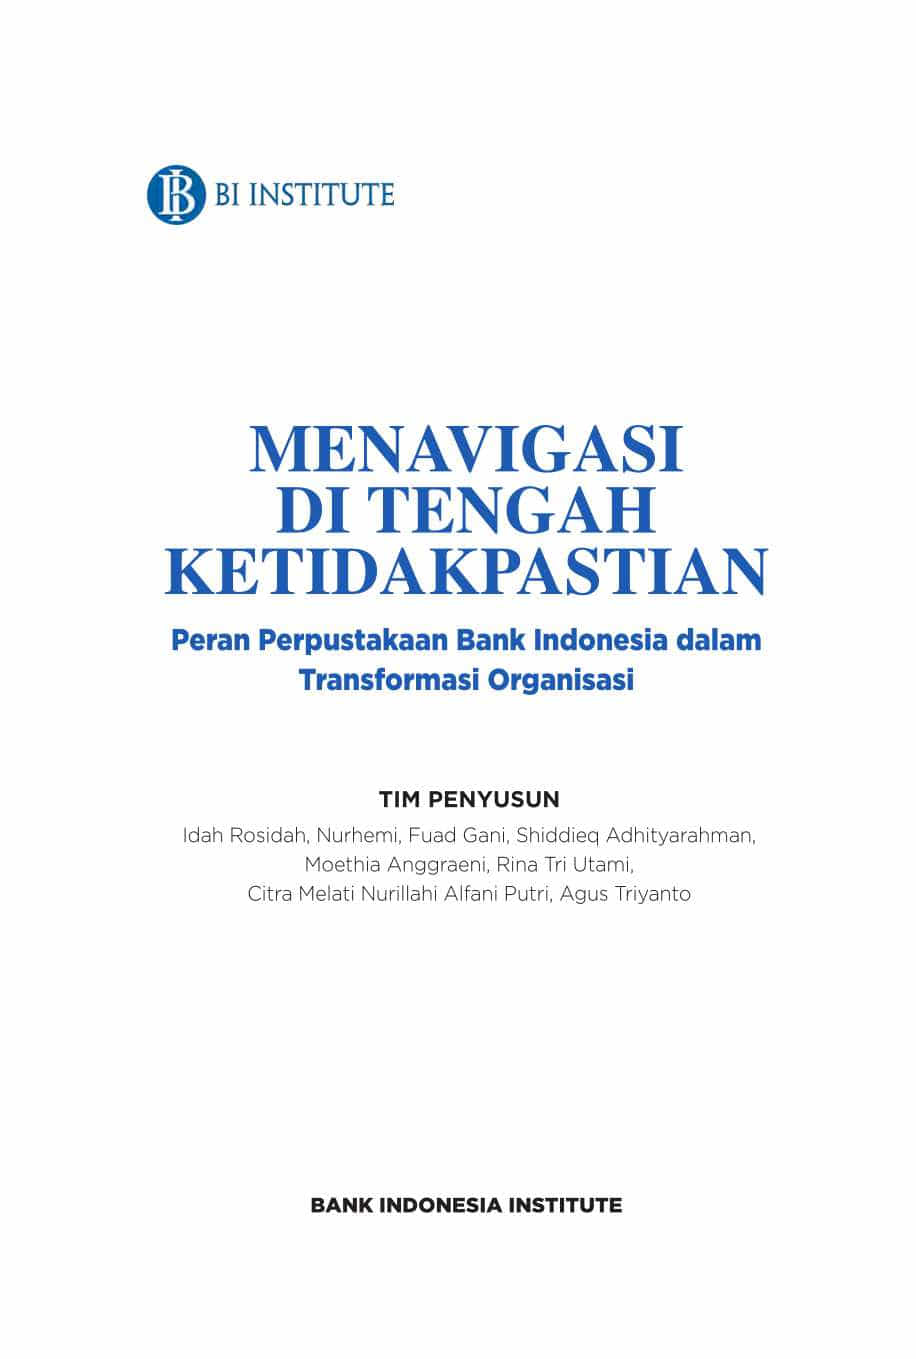 BI INSTITUTE
MENAVIGASI
DI TENGAH
KETIDAKPASTIAN
Peran Perpustakaan Bank Indonesia dalam
Transformasi Organisasi
TIM PENYUSUN
Idah Rosidah, Nurhemi, Fuad Gani, Shiddieq Adhityarahman,
Moethia Anggraeni, Rina Tri Utami,
Citra Melati Nurillahi Alfani Putri, Agus Triyanto
BANK INDONESIA INSTITUTE